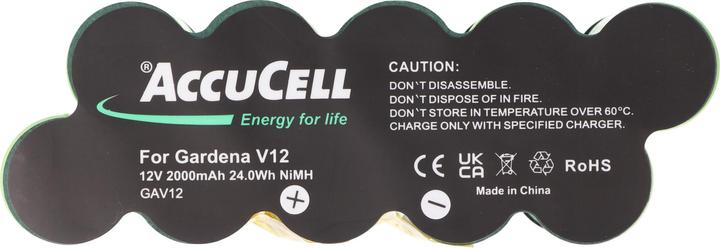 ®ACCUCELL
Energy for life
For Gardena V12
12V 2000mAh 24.0Wh NiMH
GAV12
+
−
CAUTION:
DON`T DISASSEMBLE.
DON`T DISPOSE OF IN FIRE.
DON`T STORE IN TEMPERATURE OVER 60°C.
CHARGE ONLY WITH SPECIFIED CHARGER.
CE UK CA RoHS
Made in China